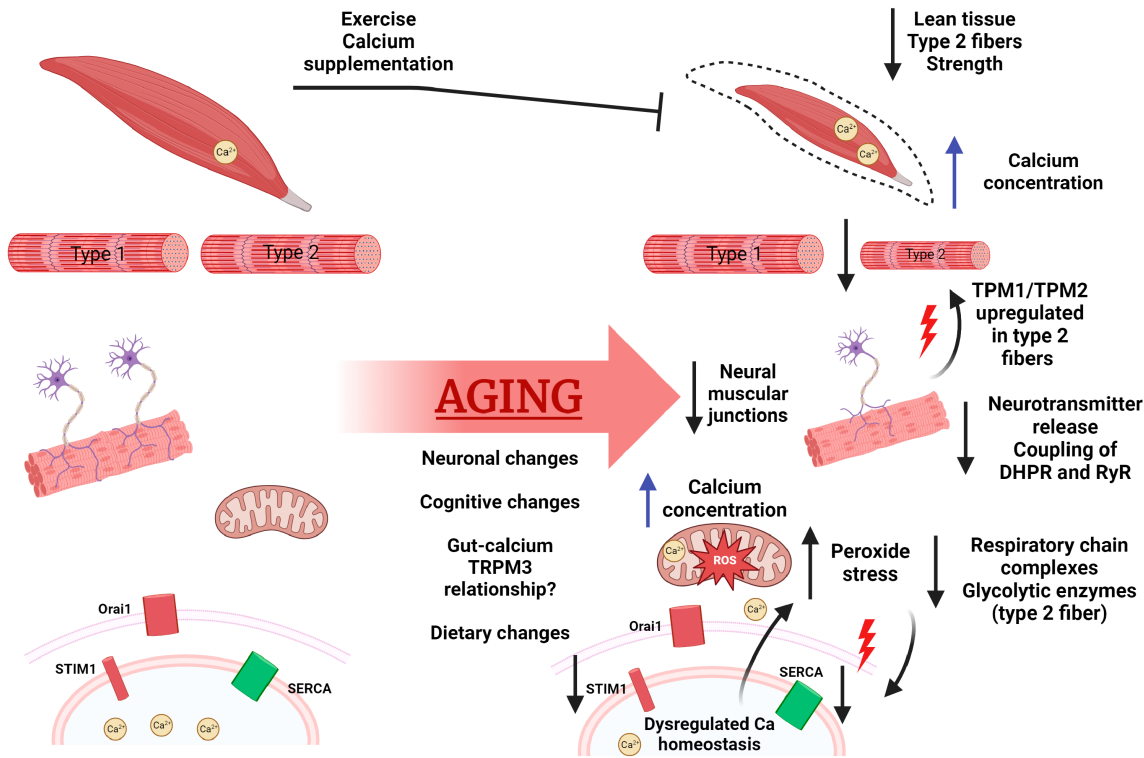 Exercise
Calcium
supplementation
Lean tissue
Type 2 fibers
Strength
Ca²⁺
Ca²⁺
Ca²⁺
Calcium
concentration
Type 1
Type 2
Type 1
Type 2
TPM1/TPM2
upregulated
in type 2
fibers
AGING
Neural
muscular
junctions
Neurotransmitter
release
Coupling of
DHPR and RyR
Neuronal changes
Cognitive changes
Gut-calcium
TRPM3
relationship?
Dietary changes
Calcium
concentration
Ca²⁺
ROS
Peroxide
stress
Respiratory chain
complexes
Glycolytic enzymes
(type 2 fiber)
Orai1
STIM1
SERCA
Ca²⁺
Ca²⁺
Ca²⁺
Ca²⁺
Orai1
STIM1
SERCA
Dysregulated Ca
homeostasis
Ca²⁺